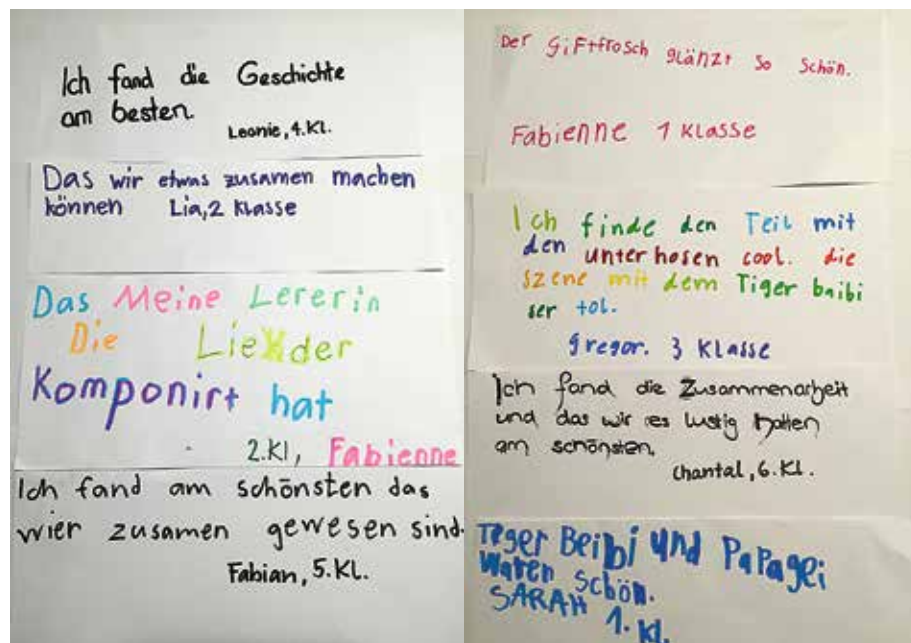 Ich fand die Geschichte
am besten.
Leonie, 4.Kl.
Das wir etwas zusamen machen
können Lia, 2 Klasse
Das Meine Lererin
Die Lieder
Komponirt hat
2.Kl, Fabienne
Ich fand am schönsten das
wier zusamen gewesen sind.
Fabian, 5.Kl.
Der Giftfrosch glänzt so schön.
Fabienne 1 Klasse
Ich finde den Teil mit
den unterhosen cool. die
szene mit dem Tiger baibi
ser tol.
gregor. 3 Klasse
Ich fand die Zusammenarbeit
und das wir es lustig hatten
am schönsten.
Chantal, 6.Kl.
Teger Beibi und Papagei
Waren schön.
SARAH 1. Kl.